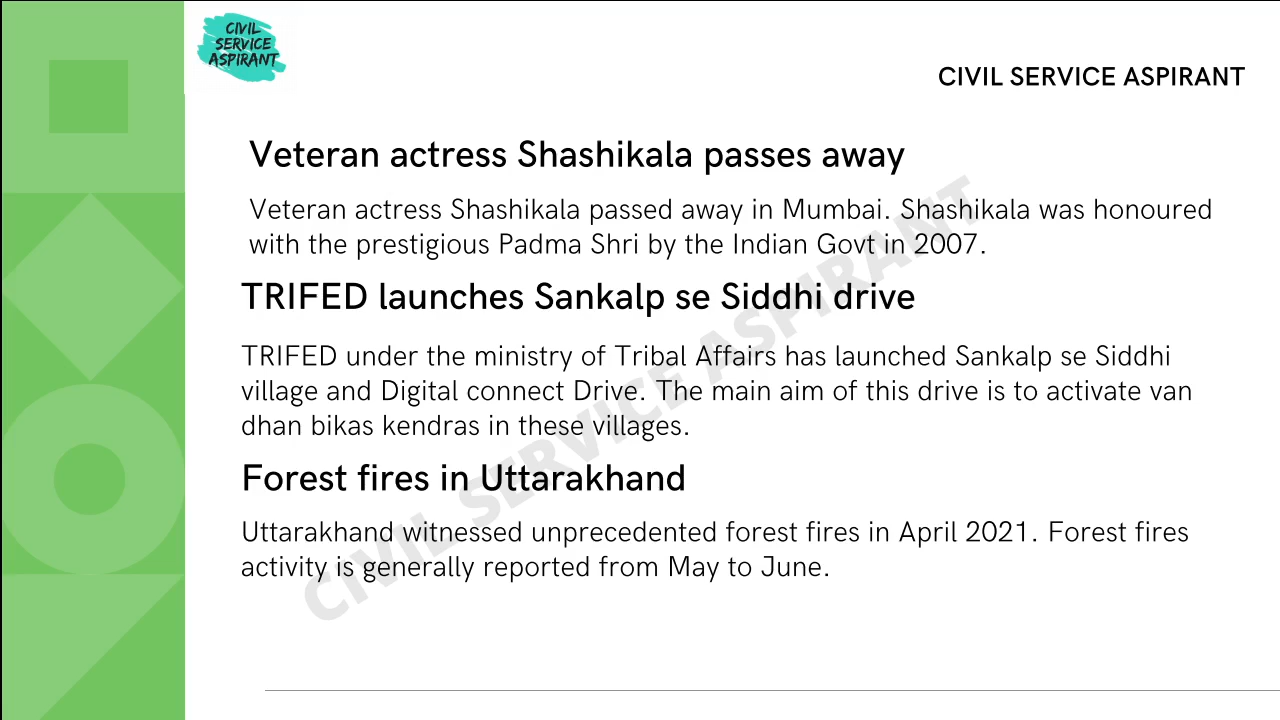 CIVIL
SERVICE
ASPIRANT
CIVIL SERVICE ASPIRANT
Veteran actress Shashikala passes away
Veteran actress Shashikala passed away in Mumbai. Shashikala was honoured
with the prestigious Padma Shri by the Indian Govt in 2007.
TRIFED launches Sankalp se Siddhi drive
TRIFED under the ministry of Tribal Affairs has launched Sankalp se Siddhi
village and Digital connect Drive. The main aim of this drive is to activate van
dhan bikas kendras in these villages.
Forest fires in Uttarakhand
Uttarakhand witnessed unprecedented forest fires in April 2021. Forest fires
activity is generally reported from May to June.
CIVIL SERVICE ASPIRANT